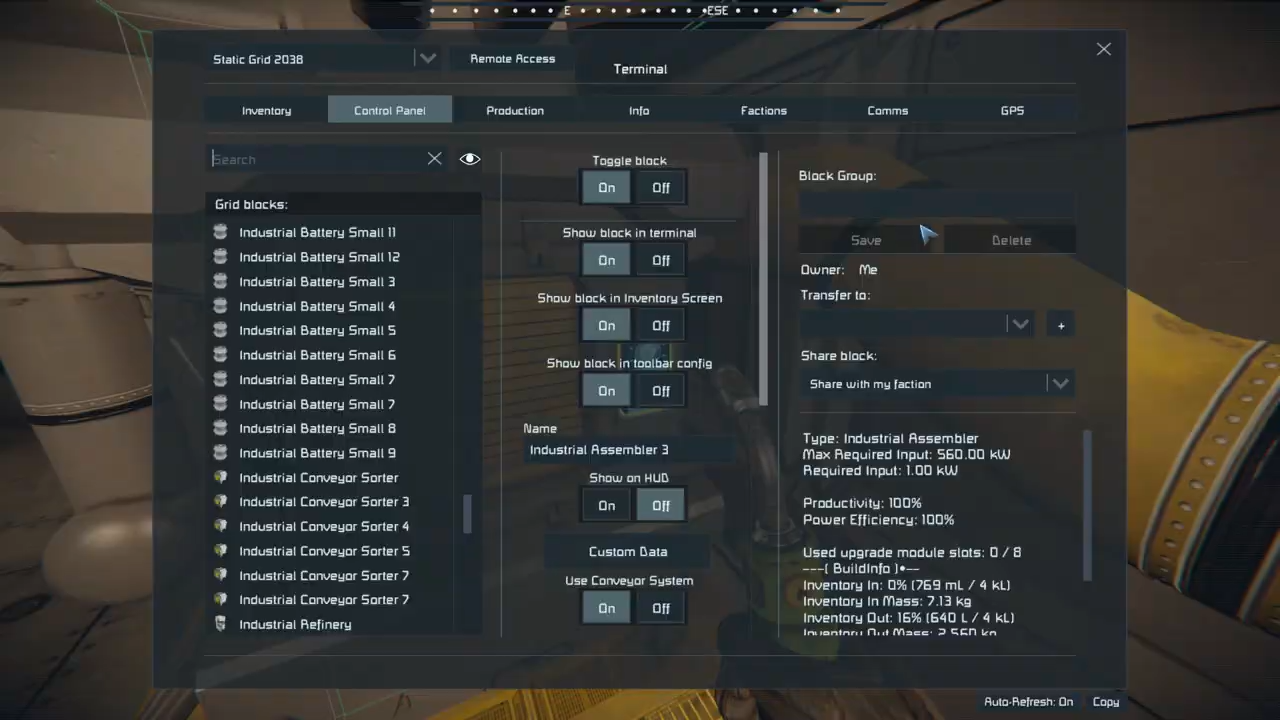 E ESE
Static Grid 2038
Remote Access
Terminal
Inventory Control Panel Production Info Factions Comms GPS
Search
Grid blocks:
Industrial Battery Small 11
Industrial Battery Small 12
Industrial Battery Small 3
Industrial Battery Small 4
Industrial Battery Small 5
Industrial Battery Small 6
Industrial Battery Small 7
Industrial Battery Small 7
Industrial Battery Small 8
Industrial Battery Small 9
Industrial Conveyor Sorter
Industrial Conveyor Sorter 3
Industrial Conveyor Sorter 4
Industrial Conveyor Sorter 5
Industrial Conveyor Sorter 7
Industrial Conveyor Sorter 7
Industrial Refinery
Toggle block
On Off
Show block in terminal
On Off
Show block in Inventory Screen
On Off
Show block in toolbar config
On Off
Name
Industrial Assembler 3
Show on HUD
On Off
Custom Data
Use Conveyor System
On Off
Block Group:
Save Delete
Owner: Me
Transfer to:
+
Share block:
Share with my faction
Type: Industrial Assembler
Max Required Input: 560.00 kW
Required Input: 1.00 kW
Productivity: 100%
Power Efficiency: 100%
Used upgrade module slots: 0 / 8
---( BuildInfo )•--
Inventory In: 0% (769 mL / 4 kL)
Inventory In Mass: 7.13 kg
Inventory Out: 16% (640 L / 4 kL)
Inventory Out Mass: 2,560 kg
Auto-Refresh: On Copy